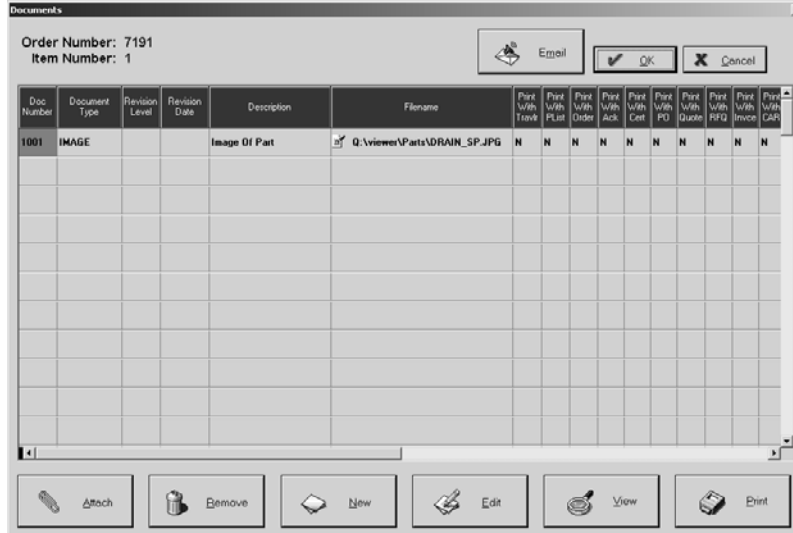 Documents
Order Number: 7191
Item Number: 1
Email
OK
Cancel
Doc Number
Document Type
Revision Level
Revision Date
Description
Filename
Print With Travlr
Print With PList
Print With Order
Print With Ack
Print With Cert
Print With PO
Print With Quote
Print With RFQ
Print With Invce
Print With CAR
1001 IMAGE Image Of Part Q:\viewer\Parts\DRAIN_SP.JPG N N N N N N N N N N
Attach
Remove
New
Edit
View
Print